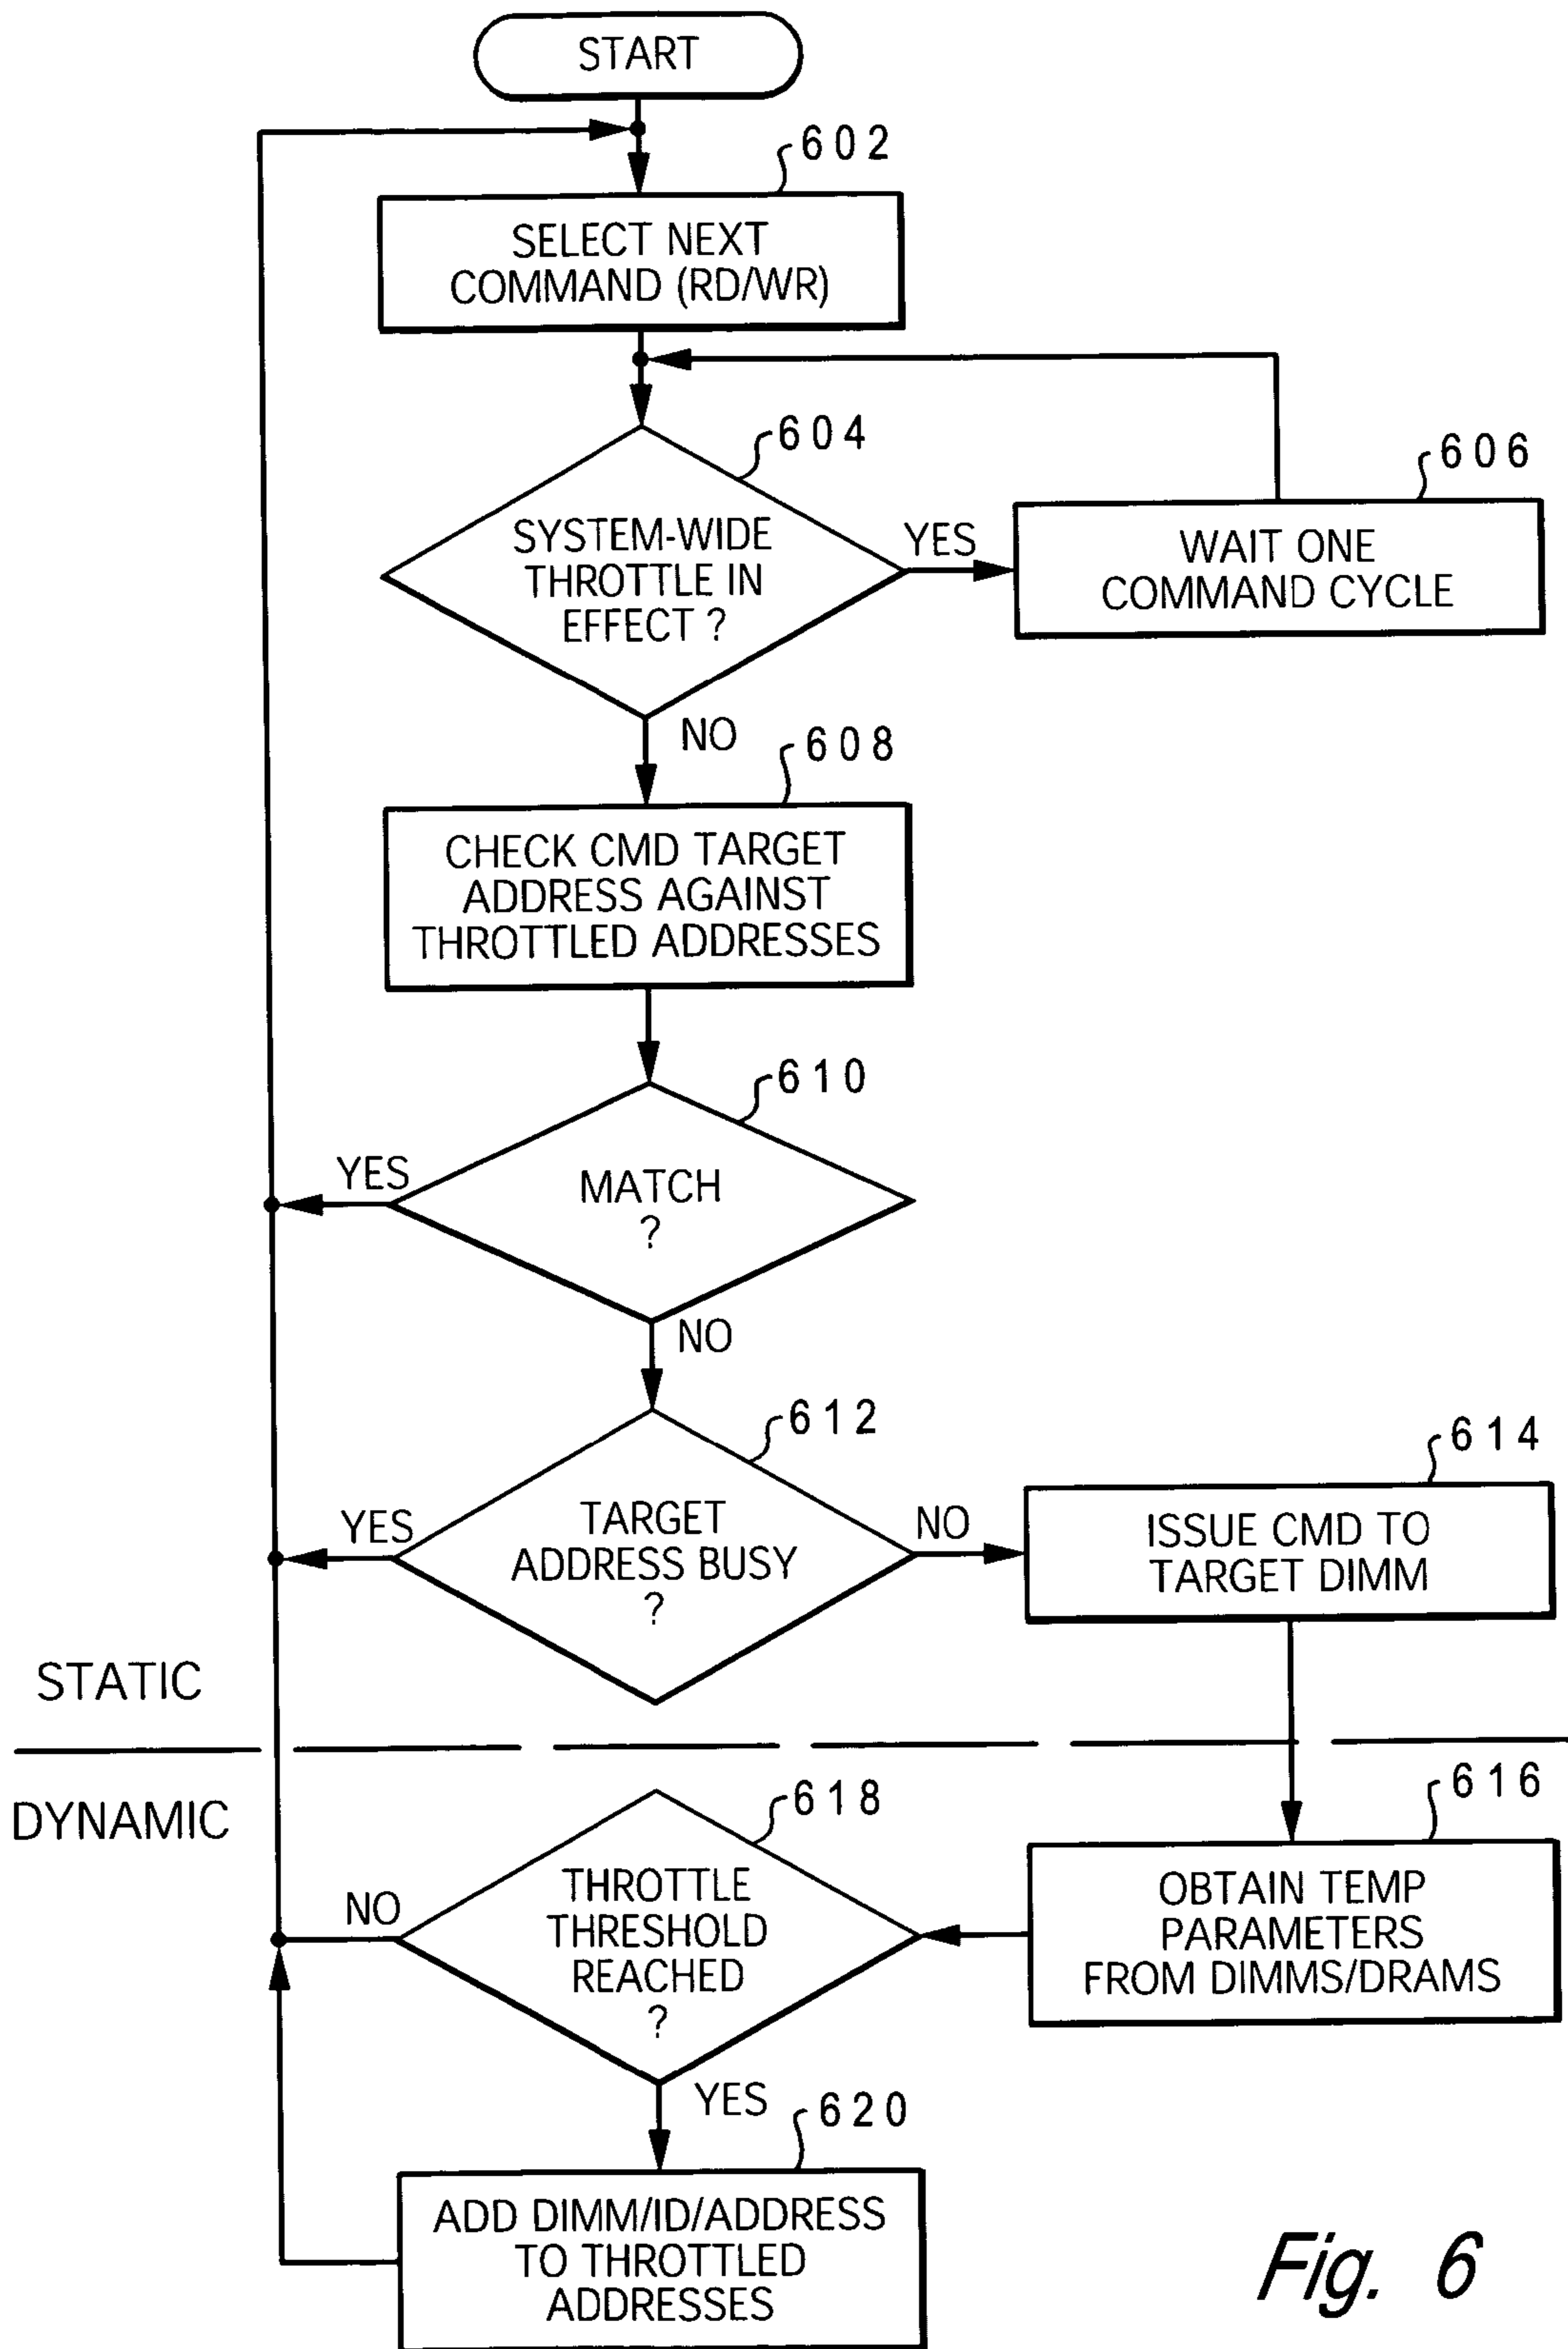 START
602
SELECT NEXT
COMMAND (RD/WR)
604
SYSTEM-WIDE
THROTTLE IN
EFFECT ?
YES
606
WAIT ONE
COMMAND CYCLE
NO
608
CHECK CMD TARGET
ADDRESS AGAINST
THROTTLED ADDRESSES
610
MATCH
?
YES
NO
612
TARGET
ADDRESS BUSY
?
YES
NO
614
ISSUE CMD TO
TARGET DIMM
STATIC
DYNAMIC
616
OBTAIN TEMP
PARAMETERS
FROM DIMMS/DRAMS
618
THROTTLE
THRESHOLD
REACHED
?
NO
YES
620
ADD DIMM/ID/ADDRESS
TO THROTTLED
ADDRESSES
Fig. 6